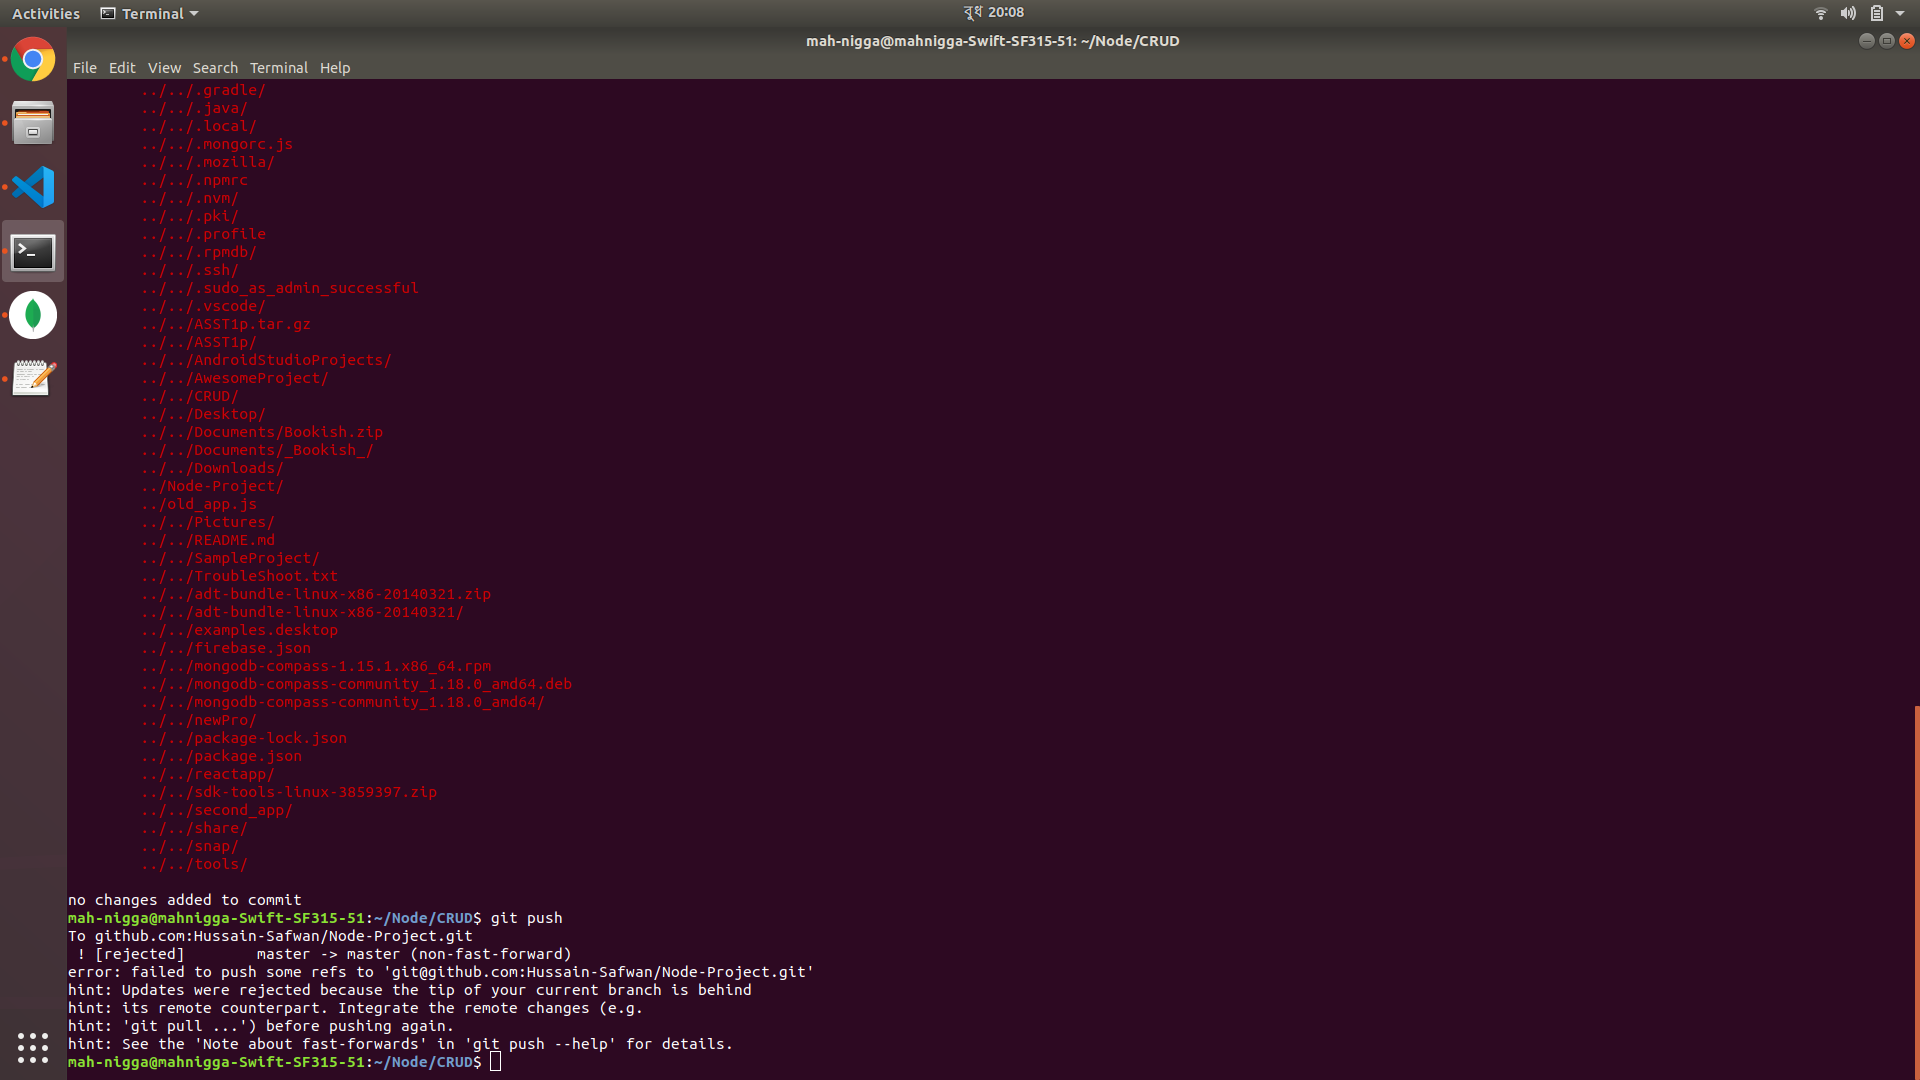 Activities Terminal বুধ 20:08
mah-nigga@mahnigga-Swift-SF315-51: ~/Node/CRUD
File Edit View Search Terminal Help
../../.gradle/
../../.java/
../../.local/
../../.mongorc.js
../../.mozilla/
../../.npmrc
../../.nvm/
../../.pki/
../../.profile
../../.rpmdb/
../../.ssh/
../../.sudo_as_admin_successful
../../.vscode/
../../ASST1p.tar.gz
../../ASST1p/
../../AndroidStudioProjects/
../../AwesomeProject/
../../CRUD/
../../Desktop/
../../Documents/Bookish.zip
../../Documents/_Bookish_/
../../Downloads/
../Node-Project/
../old_app.js
../../Pictures/
../../README.md
../../SampleProject/
../../TroubleShoot.txt
../../adt-bundle-linux-x86-20140321.zip
../../adt-bundle-linux-x86-20140321/
../../examples.desktop
../../firebase.json
../../mongodb-compass-1.15.1.x86_64.rpm
../../mongodb-compass-community_1.18.0_amd64.deb
../../mongodb-compass-community_1.18.0_amd64/
../../newPro/
../../package-lock.json
../../package.json
../../reactapp/
../../sdk-tools-linux-3859397.zip
../../second_app/
../../share/
../../snap/
../../tools/
no changes added to commit
mah-nigga@mahnigga-Swift-SF315-51:~/Node/CRUD$ git push
To github.com:Hussain-Safwan/Node-Project.git
! [rejected] master -> master (non-fast-forward)
error: failed to push some refs to 'git@github.com:Hussain-Safwan/Node-Project.git'
hint: Updates were rejected because the tip of your current branch is behind
hint: its remote counterpart. Integrate the remote changes (e.g.
hint: 'git pull ...') before pushing again.
hint: See the 'Note about fast-forwards' in 'git push --help' for details.
mah-nigga@mahnigga-Swift-SF315-51:~/Node/CRUD$